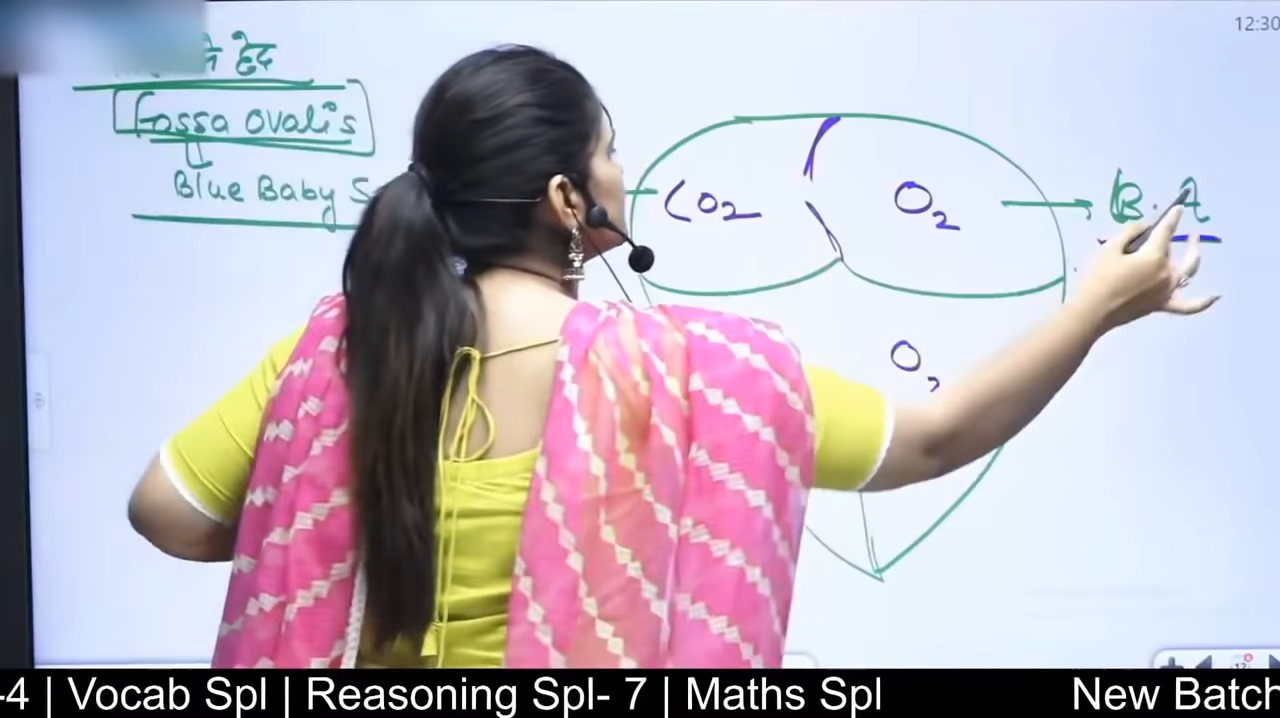 12:30
हेद
Fossa ovalis
Blue Baby S
CO2
O2
B. A
O2
-4 | Vocab Spl | Reasoning Spl- 7 | Maths Spl New Batch